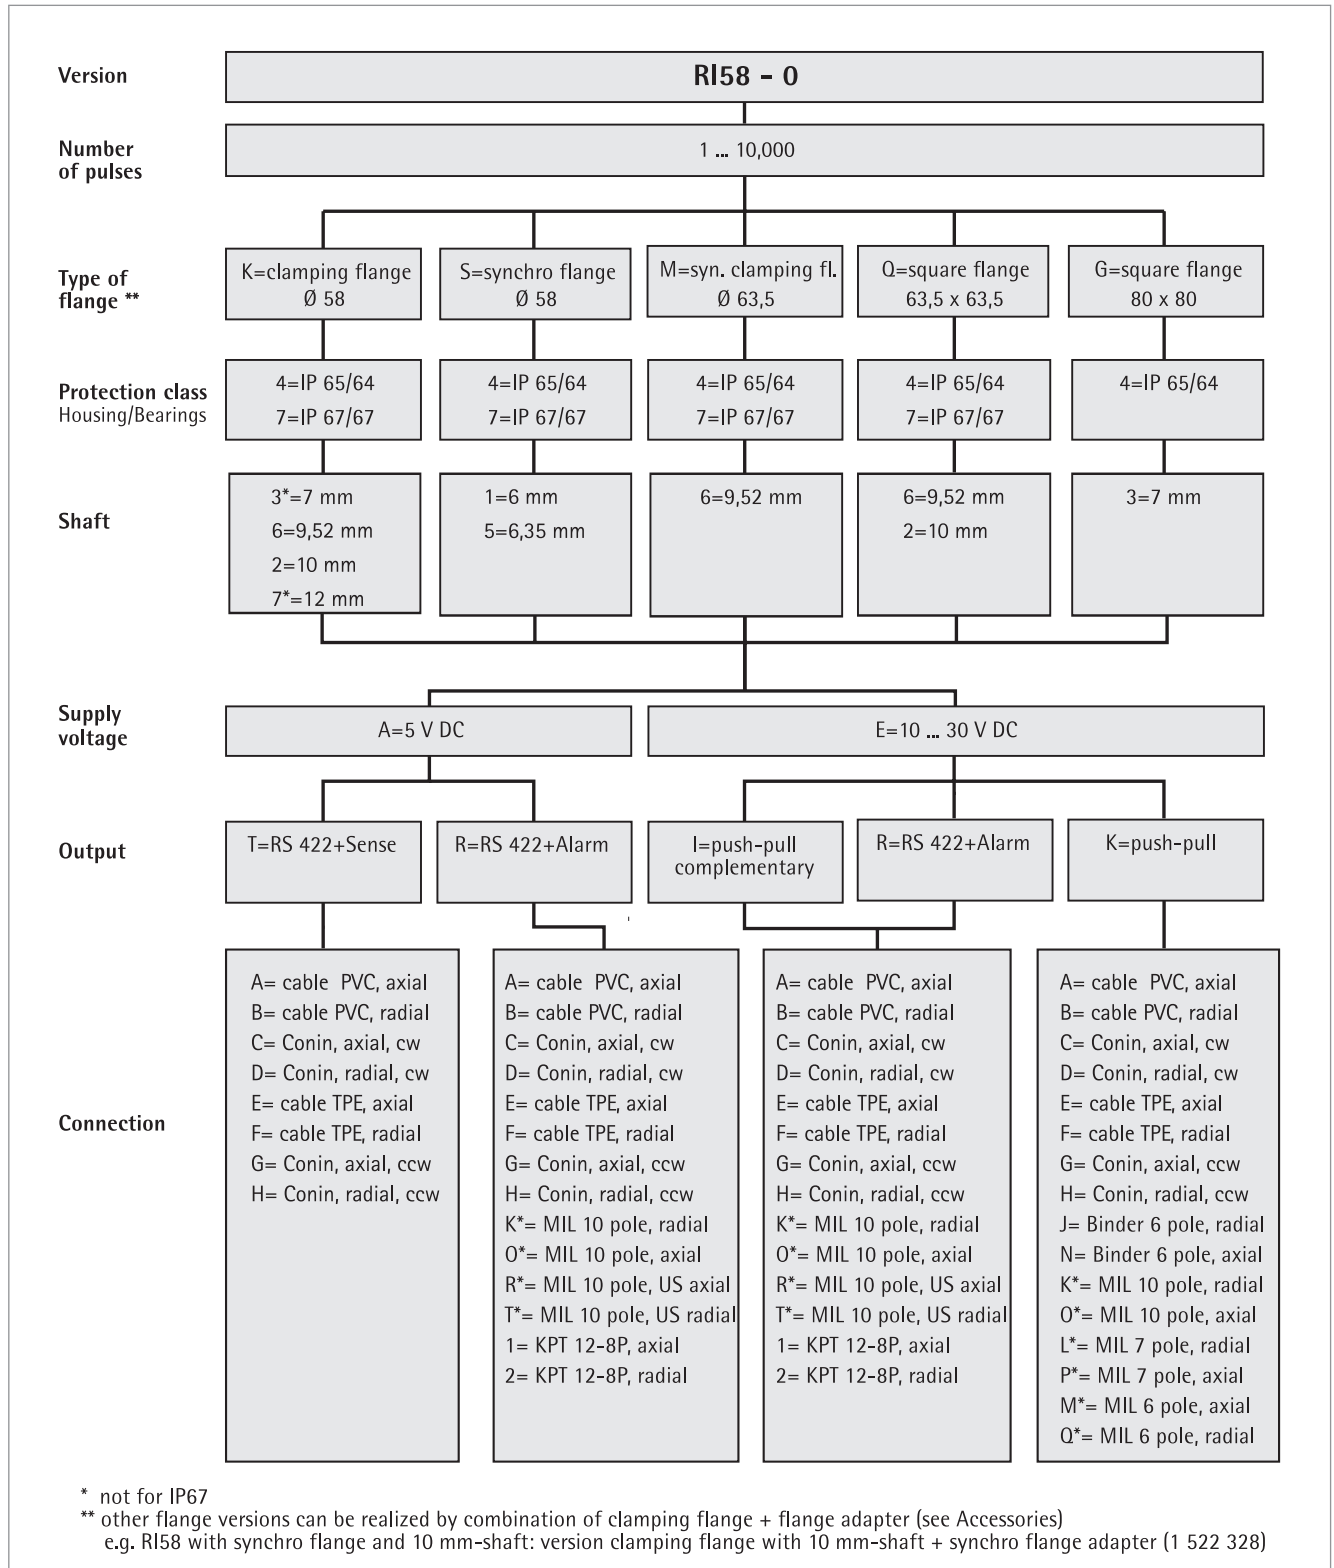 Version
RI58 - O
Number
of pulses
1 ... 10,000
Type of
flange **
K=clamping flange
Ø 58
S=synchro flange
Ø 58
M=syn. clamping fl.
Ø 63,5
Q=square flange
63,5 x 63,5
G=square flange
80 x 80
Protection class
Housing/Bearings
4=IP 65/64
7=IP 67/67
4=IP 65/64
7=IP 67/67
4=IP 65/64
7=IP 67/67
4=IP 65/64
7=IP 67/67
4=IP 65/64
Shaft
3*=7 mm
6=9,52 mm
2=10 mm
7*=12 mm
1=6 mm
5=6,35 mm
6=9,52 mm
6=9,52 mm
2=10 mm
3=7 mm
Supply
voltage
A=5 V DC
E=10 ... 30 V DC
Output
T=RS 422+Sense
R=RS 422+Alarm
I=push-pull
complementary
R=RS 422+Alarm
K=push-pull
Connection
A= cable PVC, axial
B= cable PVC, radial
C= Conin, axial, cw
D= Conin, radial, cw
E= cable TPE, axial
F= cable TPE, radial
G= Conin, axial, ccw
H= Conin, radial, ccw
A= cable PVC, axial
B= cable PVC, radial
C= Conin, axial, cw
D= Conin, radial, cw
E= cable TPE, axial
F= cable TPE, radial
G= Conin, axial, ccw
H= Conin, radial, ccw
K*= MIL 10 pole, radial
O*= MIL 10 pole, axial
R*= MIL 10 pole, US axial
T*= MIL 10 pole, US radial
1= KPT 12-8P, axial
2= KPT 12-8P, radial
A= cable PVC, axial
B= cable PVC, radial
C= Conin, axial, cw
D= Conin, radial, cw
E= cable TPE, axial
F= cable TPE, radial
G= Conin, axial, ccw
H= Conin, radial, ccw
K*= MIL 10 pole, radial
O*= MIL 10 pole, axial
R*= MIL 10 pole, US axial
T*= MIL 10 pole, US radial
1= KPT 12-8P, axial
2= KPT 12-8P, radial
A= cable PVC, axial
B= cable PVC, radial
C= Conin, axial, cw
D= Conin, radial, cw
E= cable TPE, axial
F= cable TPE, radial
G= Conin, axial, ccw
H= Conin, radial, ccw
J= Binder 6 pole, radial
N= Binder 6 pole, axial
K*= MIL 10 pole, radial
O*= MIL 10 pole, axial
L*= MIL 7 pole, radial
P*= MIL 7 pole, axial
M*= MIL 6 pole, axial
Q*= MIL 6 pole, radial
* not for IP67
** other flange versions can be realized by combination of clamping flange + flange adapter (see Accessories)
e.g. RI58 with synchro flange and 10 mm-shaft: version clamping flange with 10 mm-shaft + synchro flange adapter (1 522 328)